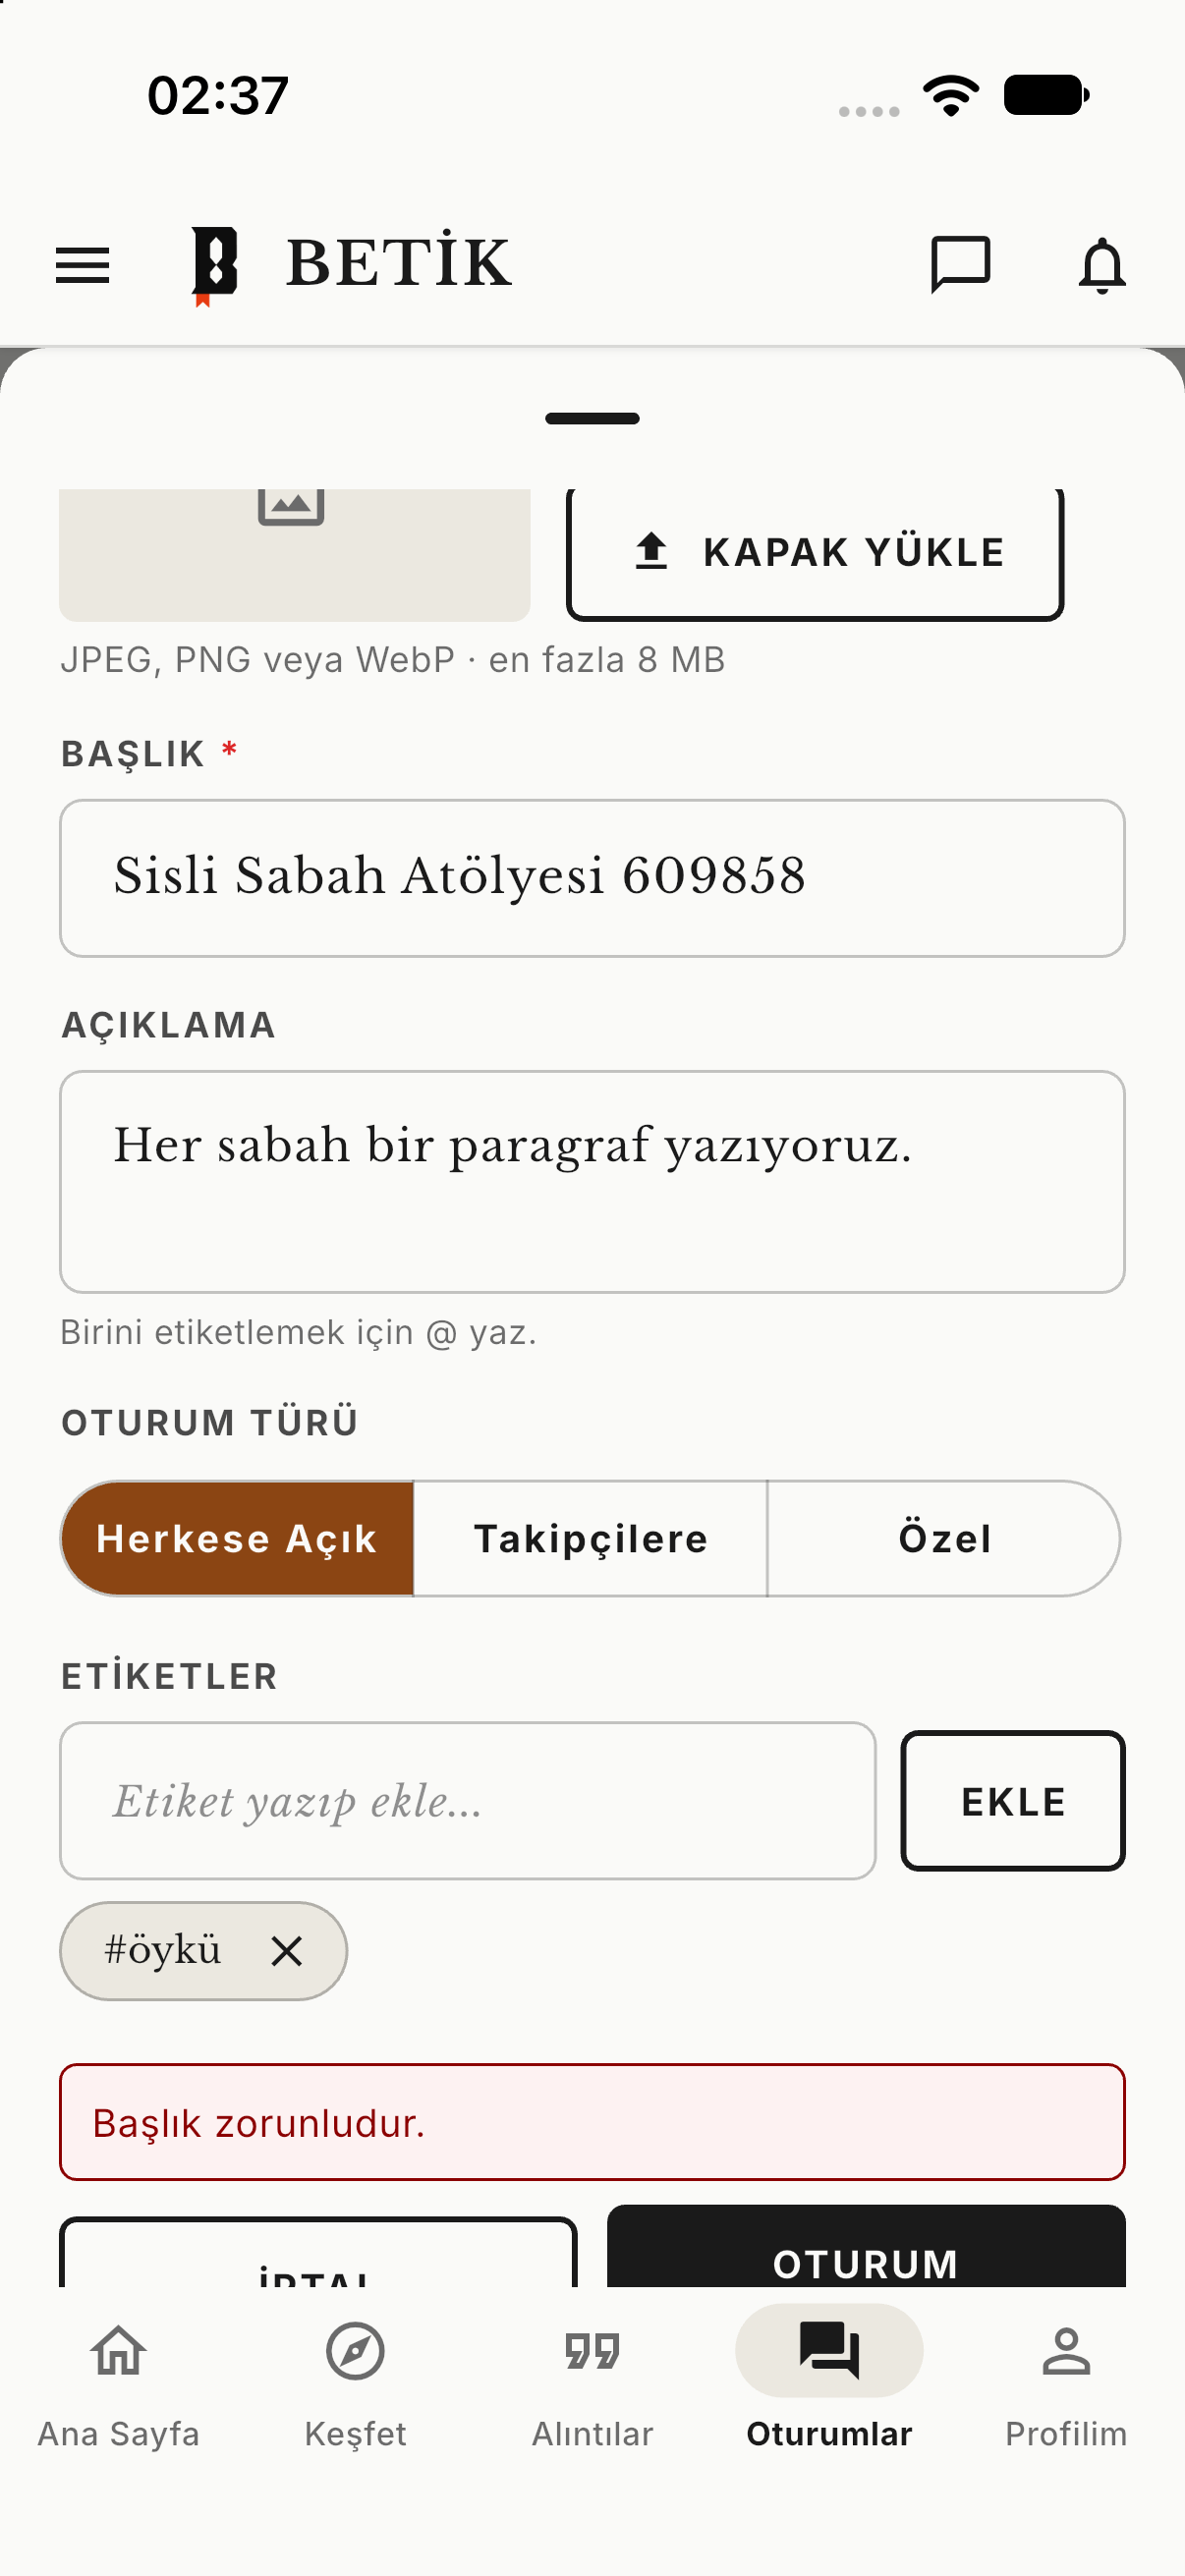 02:37
BETİK
KAPAK YÜKLE
JPEG, PNG veya WebP · en fazla 8 MB
BAŞLIK *
Sisli Sabah Atölyesi 609858
AÇIKLAMA
Her sabah bir paragraf yazıyoruz.
Birini etiketlemek için @ yaz.
OTURUM TÜRÜ
Herkese Açık Takipçilere Özel
ETİKETLER
Etiket yazıp ekle...
EKLE
#öykü
Başlık zorunludur.
İPTAL
OTURUM
Ana Sayfa Keşfet Alıntılar Oturumlar Profilim